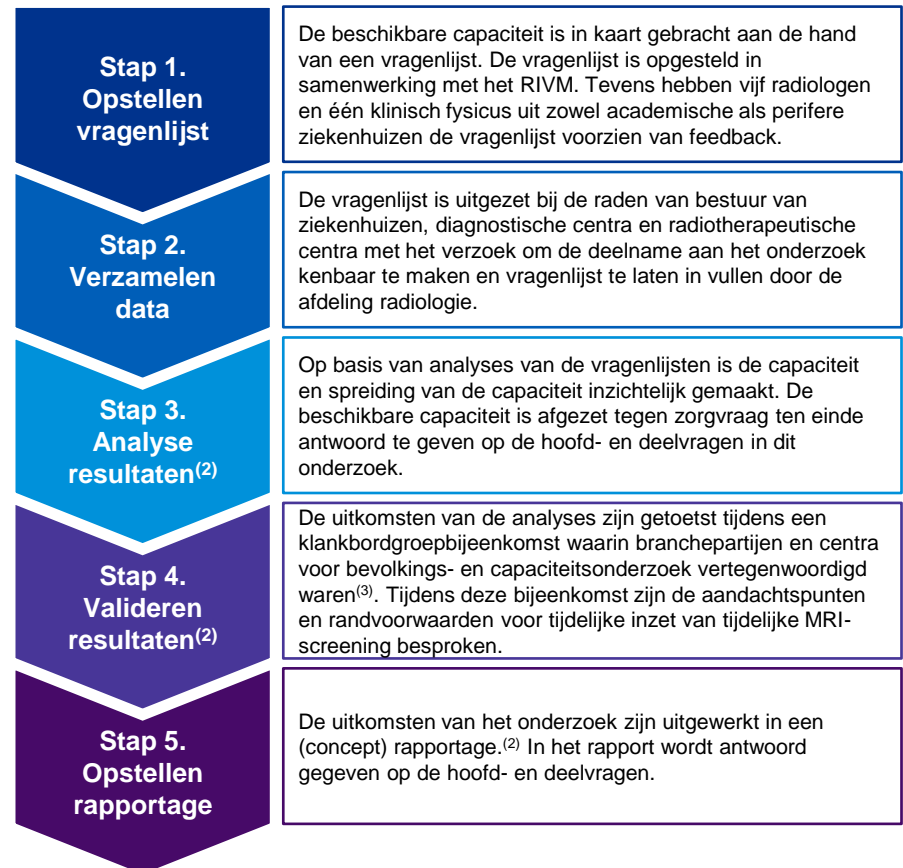 Stap 1.
Opstellen
vragenlijst
De beschikbare capaciteit is in kaart gebracht aan de hand
van een vragenlijst. De vragenlijst is opgesteld in
samenwerking met het RIVM. Tevens hebben vijf radiologen
en één klinisch fysicus uit zowel academische als perifere
ziekenhuizen de vragenlijst voorzien van feedback.
Stap 2.
Verzamelen
data
De vragenlijst is uitgezet bij de raden van bestuur van
ziekenhuizen, diagnostische centra en radiotherapeutische
centra met het verzoek om de deelname aan het onderzoek
kenbaar te maken en vragenlijst te laten in vullen door de
afdeling radiologie.
Stap 3.
Analyse
resultaten(2)
Op basis van analyses van de vragenlijsten is de capaciteit
en spreiding van de capaciteit inzichtelijk gemaakt. De
beschikbare capaciteit is afgezet tegen zorgvraag ten einde
antwoord te geven op de hoofd- en deelvragen in dit
onderzoek.
Stap 4.
Valideren
resultaten(2)
De uitkomsten van de analyses zijn getoetst tijdens een
klankbordgroepbijeenkomst waarin branchepartijen en centra
voor bevolkings- en capaciteitsonderzoek vertegenwoordigd
waren(3). Tijdens deze bijeenkomst zijn de aandachtspunten
en randvoorwaarden voor tijdelijke inzet van tijdelijke MRI-
screening besproken.
Stap 5.
Opstellen
rapportage
De uitkomsten van het onderzoek zijn uitgewerkt in een
(concept) rapportage.(2) In het rapport wordt antwoord
gegeven op de hoofd- en deelvragen.